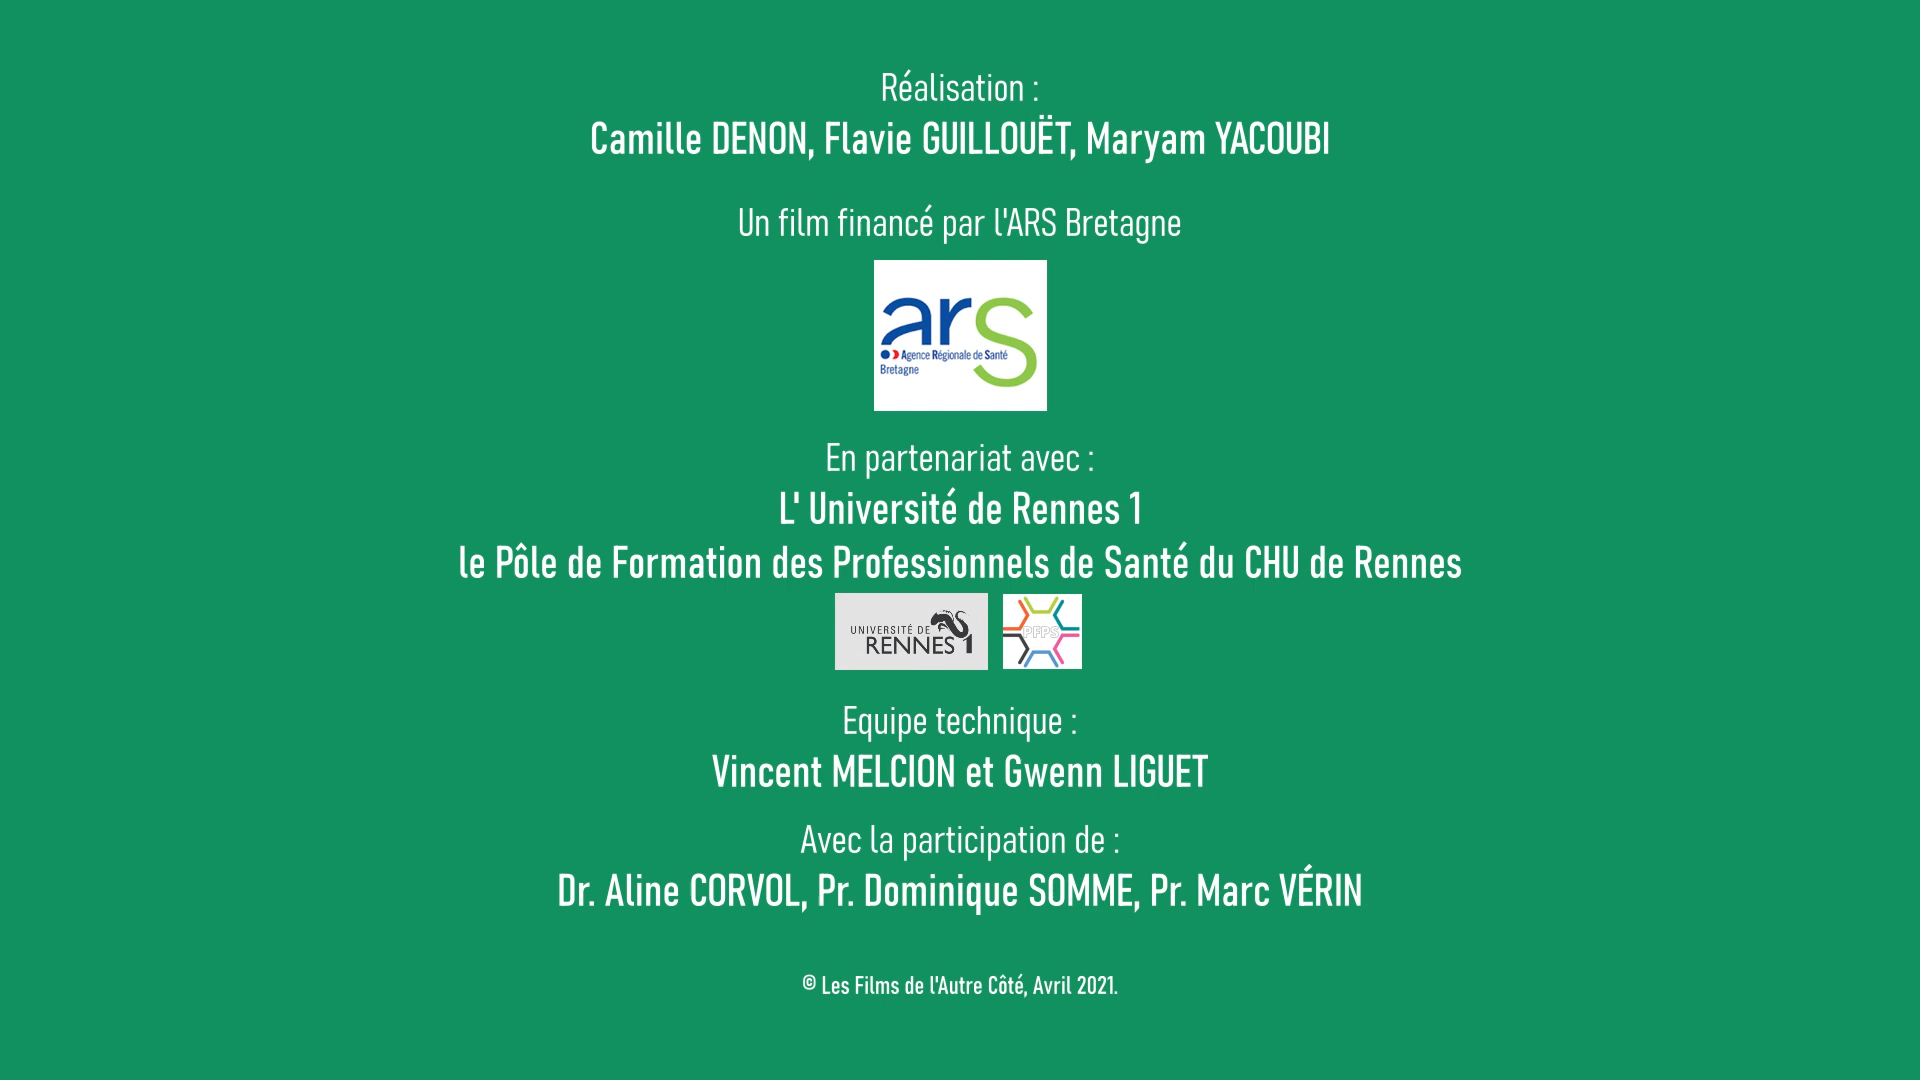 Réalisation :
Camille DENON, Flavie GUILLOUËT, Maryam YACOUBI
Un film financé par l'ARS Bretagne
ars
Agence Régionale de Santé
Bretagne
En partenariat avec :
L' Université de Rennes 1
le Pôle de Formation des Professionnels de Santé du CHU de Rennes
UNIVERSITÉ DE
RENNES 1
PFPS
Equipe technique :
Vincent MELCION et Gwenn LIGUET
Avec la participation de :
Dr. Aline CORVOL, Pr. Dominique SOMME, Pr. Marc VÉRIN
© Les Films de l'Autre Côté, Avril 2021.